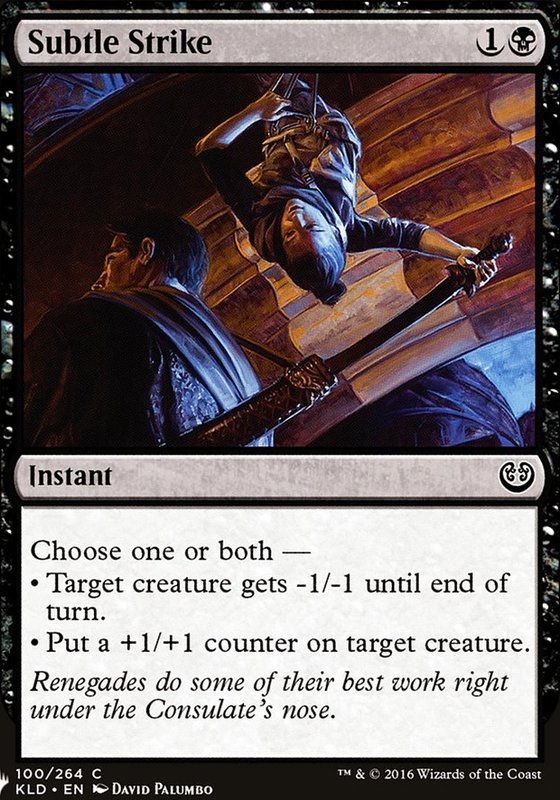 Subtle Strike 1
Instant
Choose one or both —
• Target creature gets -1/-1 until end of
turn.
• Put a +1/+1 counter on target creature.
Renegades do some of their best work right
under the Consulate's nose.
100/264 C
KLD • EN David Palumbo
™ & © 2016 Wizards of the Coast